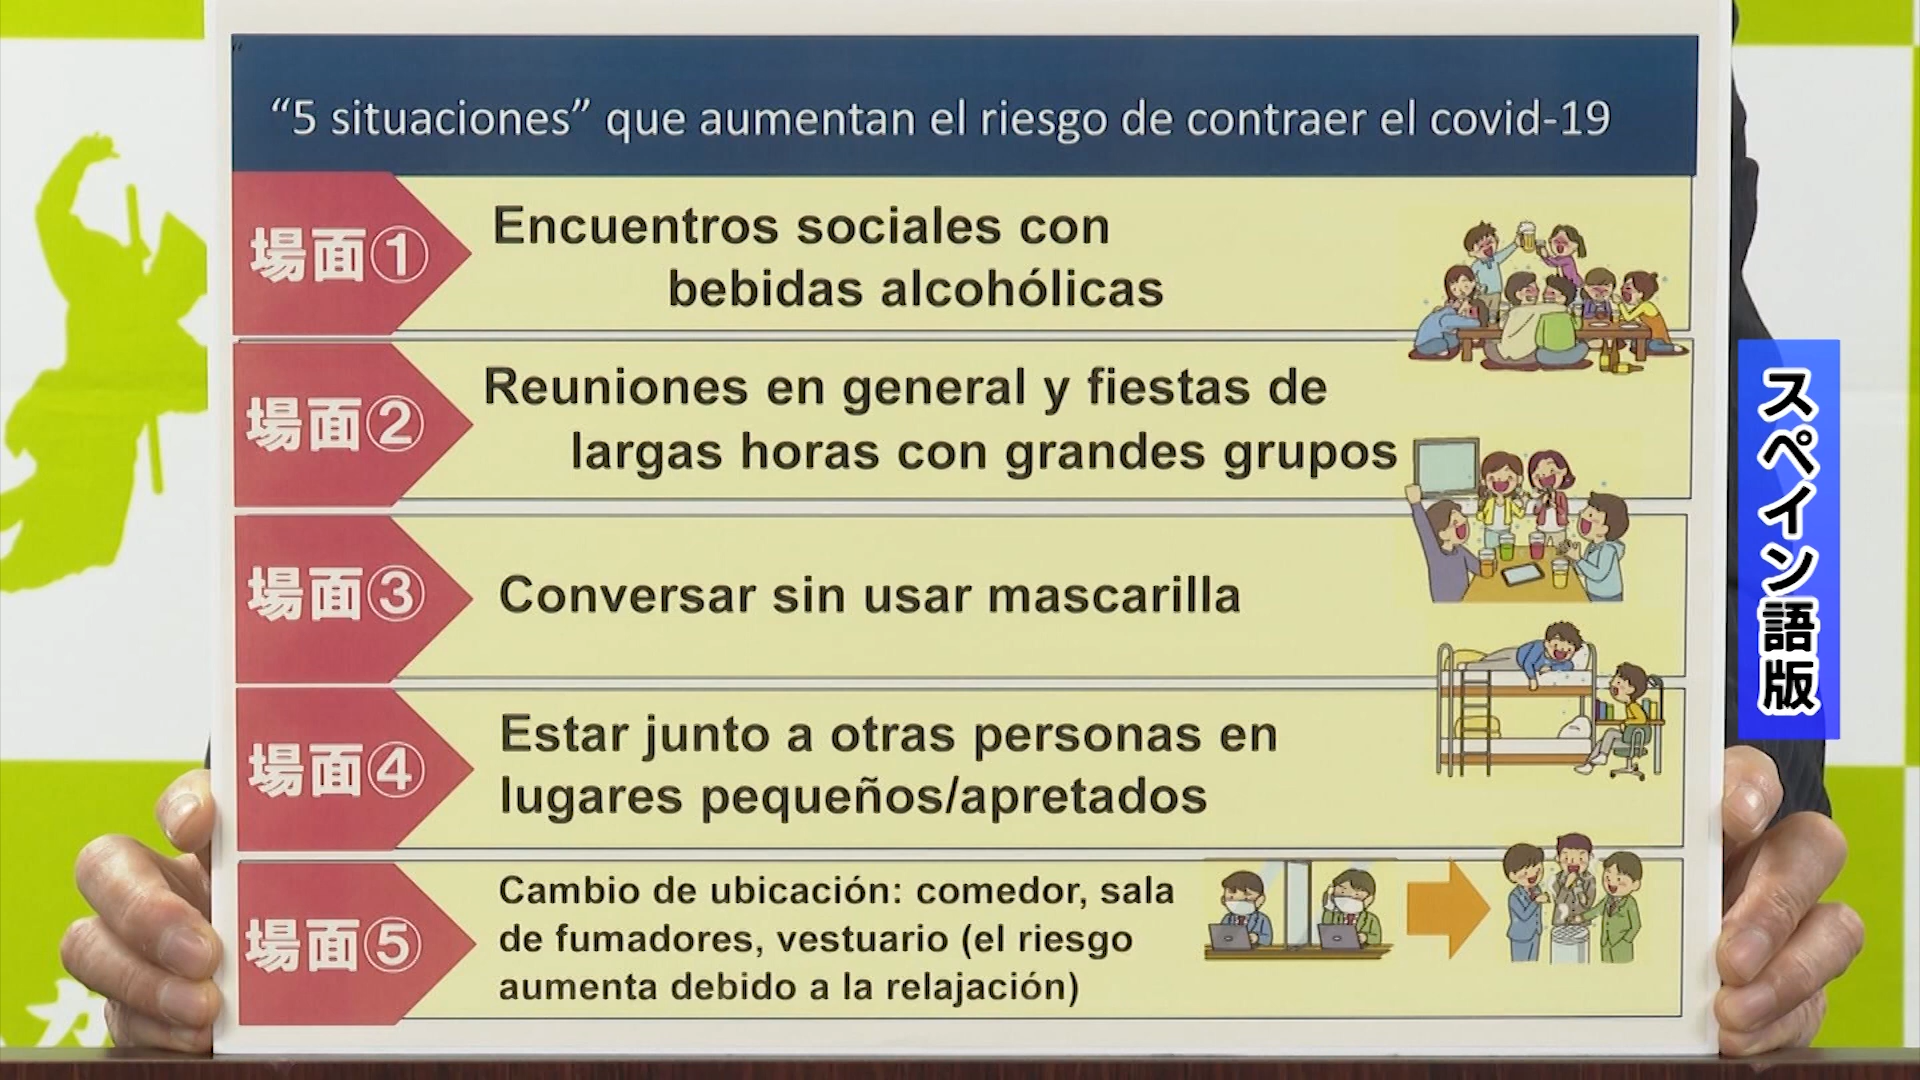 “5 situaciones” que aumentan el riesgo de contraer el covid-19
場面①
Encuentros sociales con
bebidas alcohólicas
場面②
Reuniones en general y fiestas de
largas horas con grandes grupos
場面③
Conversar sin usar mascarilla
場面④
Estar junto a otras personas en
lugares pequeños/apretados
場面⑤
Cambio de ubicación: comedor, sala
de fumadores, vestuario (el riesgo
aumenta debido a la relajación)
スペイン語版